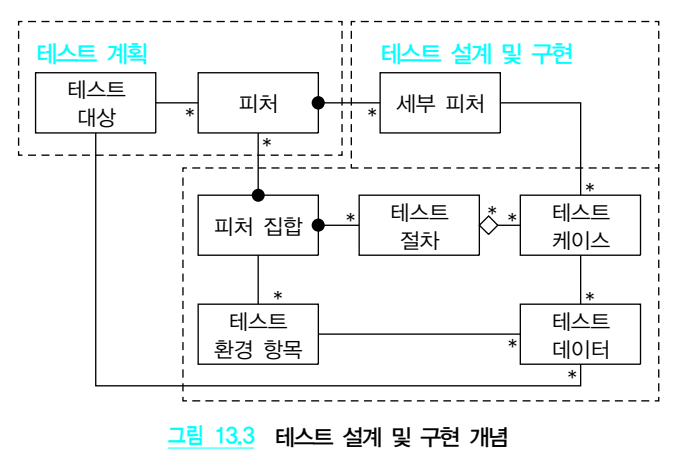 테스트 계획
테스트 설계 및 구현
테스트
대상
*
피처
*
세부 피처
*
*
피처 집합
*
테스트
절차
*
*
테스트
케이스
*
*
테스트
환경 항목
*
테스트
데이터
*
*
그림 13.3 테스트 설계 및 구현 개념